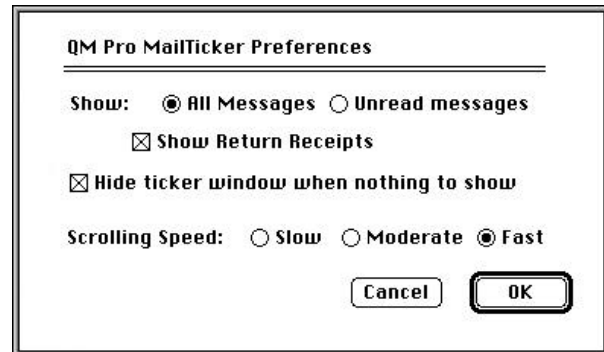 QM Pro MailTicker Preferences
Show: All Messages Unread messages
Show Return Receipts
Hide ticker window when nothing to show
Scrolling Speed: Slow Moderate Fast
Cancel OK